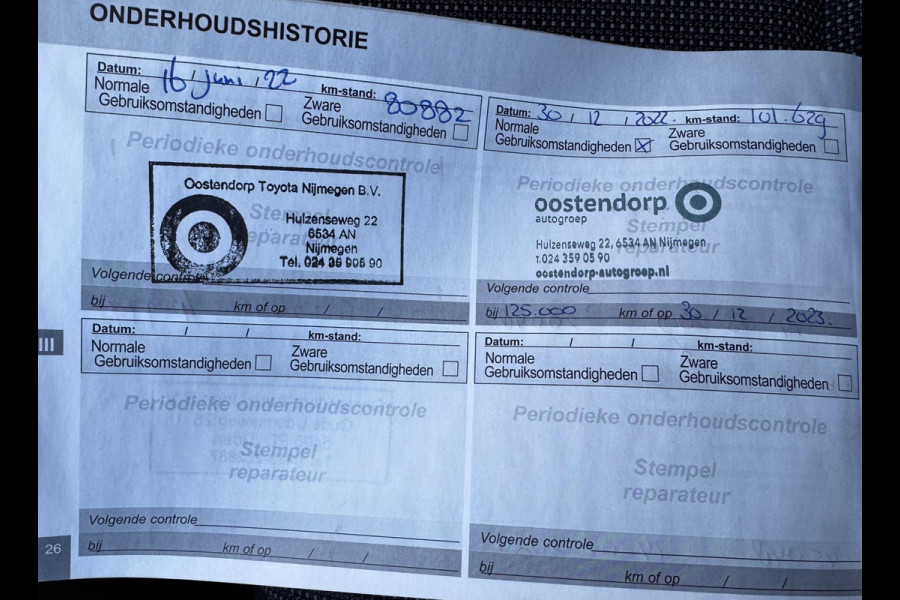 ONDERHOUDSHISTORIE
Datum: 16 / juni / 22 km-stand: 80882
Normale Gebruiksomstandigheden
Zware Gebruiksomstandigheden
Periodieke onderhoudscontrole
Stempel
reparateur
Oostendorp Toyota Nijmegen B.V.
Hulzenseweg 22
6534 AN
Nijmegen
Tel. 024 35 905 90
Volgende controle
bij km of op / /
Datum: 30 / 12 / 2022. km-stand: 101.629
Normale Gebruiksomstandigheden
Zware Gebruiksomstandigheden
Periodieke onderhoudscontrole
Stempel
reparateur
oostendorp
autogroep
Hulzenseweg 22, 6534 AN Nijmegen
T. 024 359 05 90
oostendorp-autogroep.nl
Volgende controle
bij 125.000 km of op 30 / 12 / 2023.
III
Datum: / / km-stand:
Normale Gebruiksomstandigheden
Zware Gebruiksomstandigheden
Periodieke onderhoudscontrole
Stempel
reparateur
Volgende controle
bij km of op / /
Datum: / / km-stand:
Normale Gebruiksomstandigheden
Zware Gebruiksomstandigheden
Periodieke onderhoudscontrole
Stempel
reparateur
Volgende controle
bij km of op / /
26